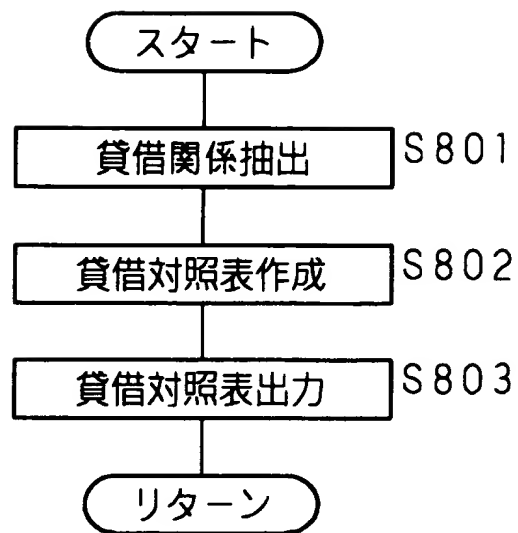 スタート
貸借関係抽出 S801
貸借対照表作成 S802
貸借対照表出力 S803
リターン